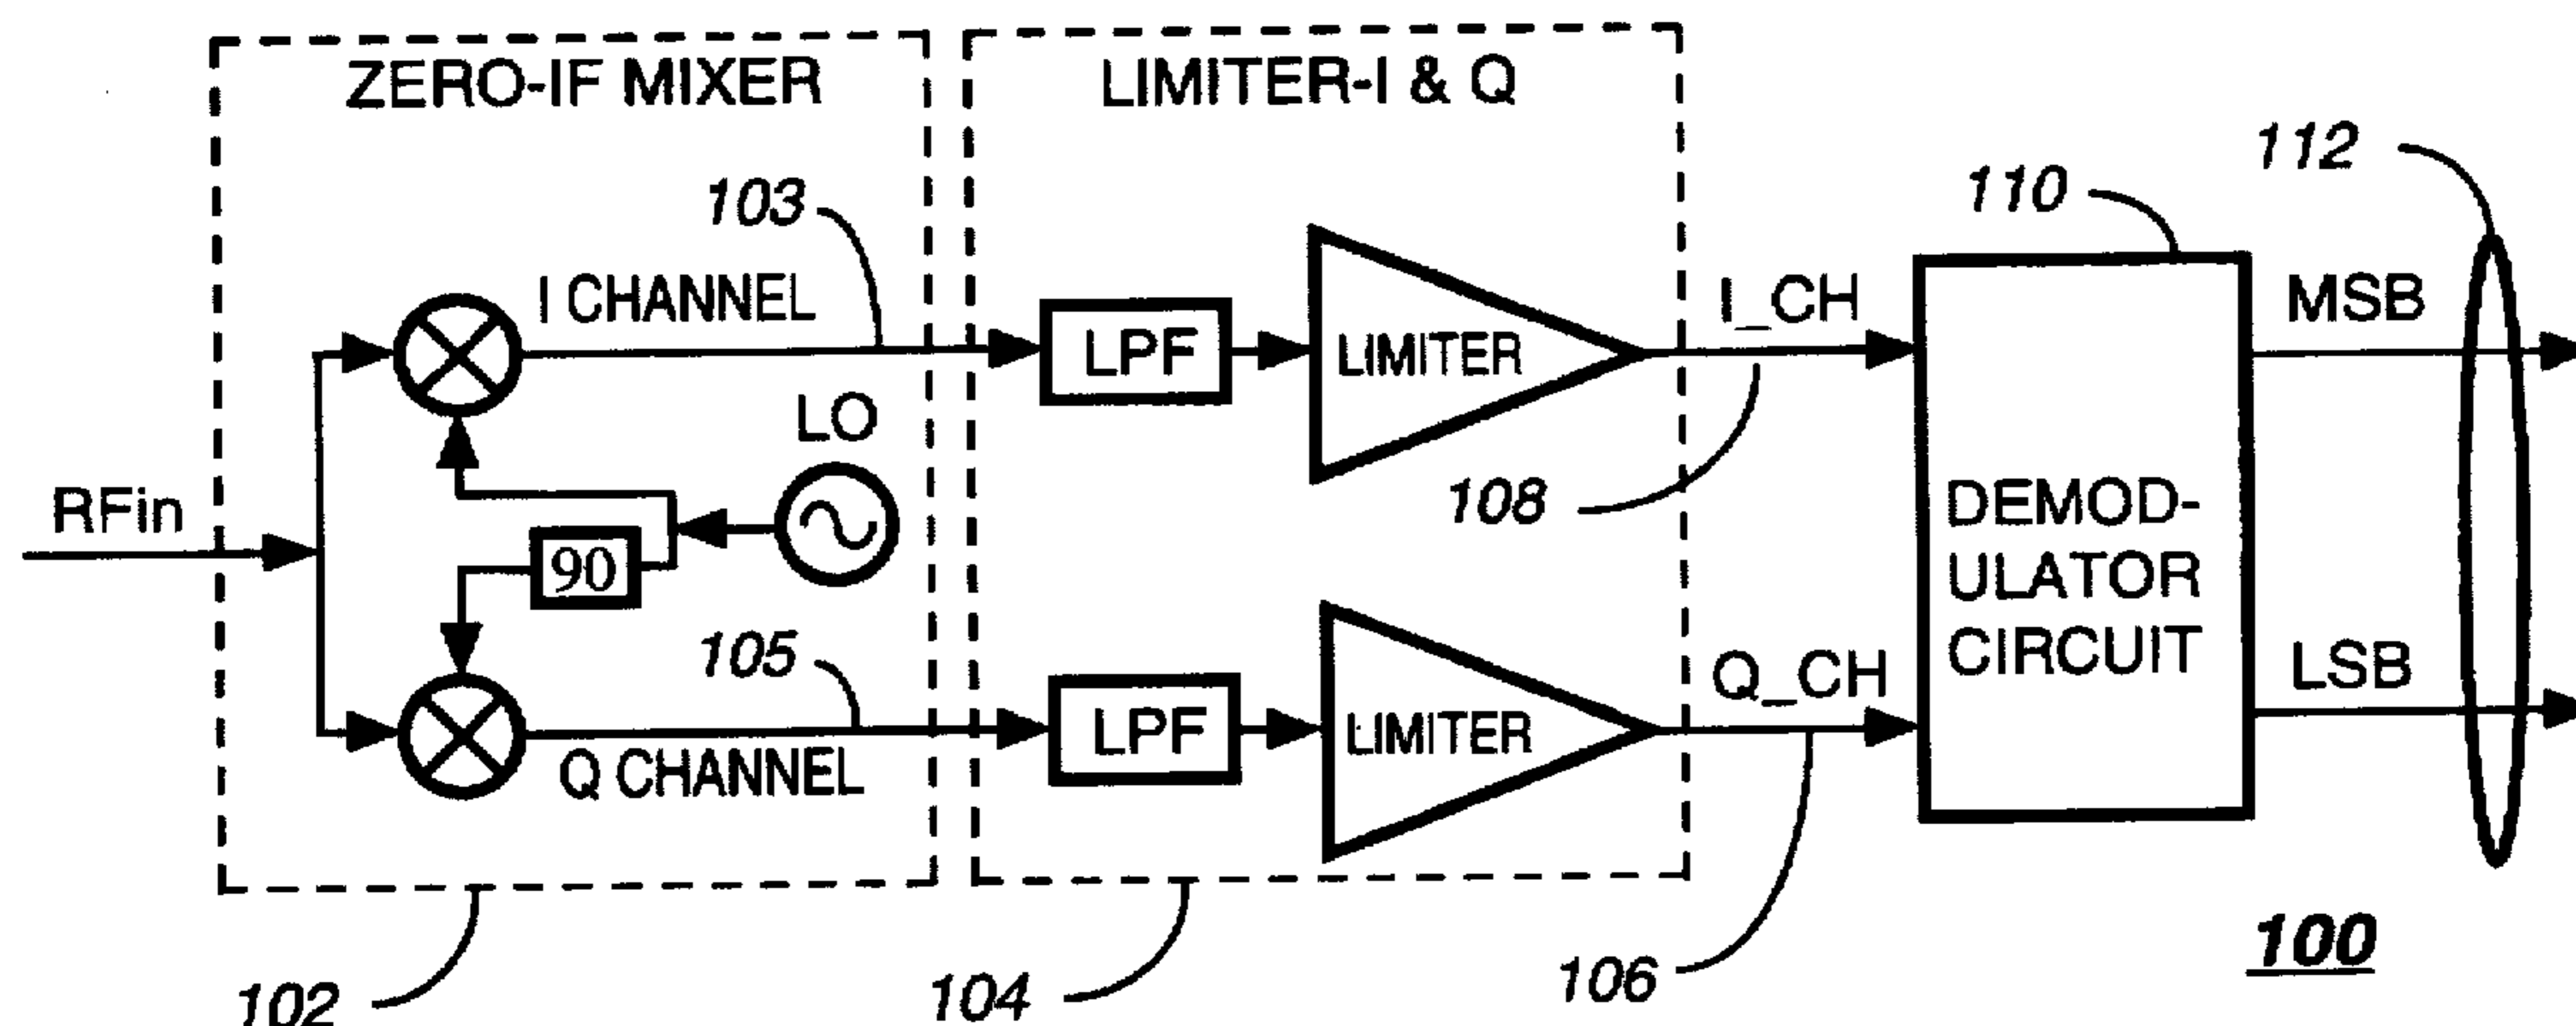 ZERO-IF MIXER
LIMITER-I & Q
112
110
103
I CHANNEL
I_CH
MSB
LPF
LIMITER
LO
RFin
108
DEMOD-
ULATOR
CIRCUIT
90
105
Q_CH
LSB
LPF
LIMITER
Q CHANNEL
100
102
104
106